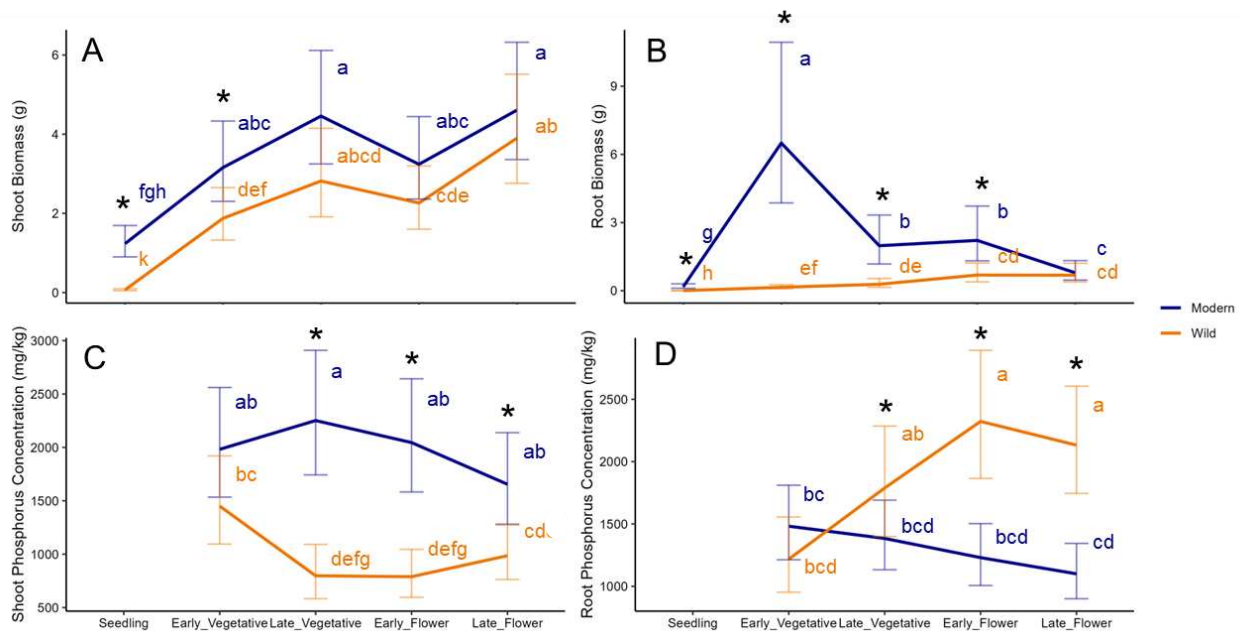 A
Shoot Biomass (g)
6
4
2
0
*
fgh
k
*
abc
def
a
abcd
abc
cde
a
ab
B
Root Biomass (g)
9
6
3
0
*
g
h
*
a
ef
*
b
de
*
b
cd
c
cd
Modern
Wild
C
Shoot Phosphorus Concentration (mg/kg)
3000
2500
2000
1500
1000
500
ab
bc
*
a
defg
*
ab
defg
*
ab
Seedling
Early_Vegetative
Late_Vegetative
Early_Flower
Late_Flower
D
Root Phosphorus Concentration (mg/kg)
2500
2000
1500
1000
bc
bcd
*
ab
bcd
*
a
bcd
*
a
cd
Seedling
Early_Vegetative
Late_Vegetative
Early_Flower
Late_Flower